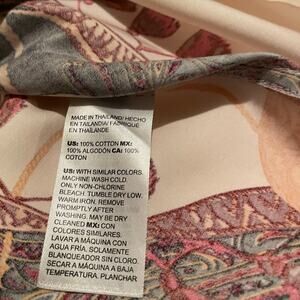 MADE IN THAILAND/ HECHO
EN TAILANDIA/ FABRIQUÉ
EN THAÏLANDE
US: 100% COTTON MX:
100% ALGODÓN CA: 100%
COTON
US: WITH SIMILAR COLORS.
MACHINE WASH COLD.
ONLY NON-CHLORINE
BLEACH. TUMBLE DRY LOW.
WARM IRON. REMOVE
PROMPTLY AFTER
WASHING. MAY BE DRY
CLEANED MX: CON
COLORES SIMILARES.
LAVAR A MÁQUINA CON
AGUA FRÍA. SOLAMENTE
BLANQUEADOR SIN CLORO.
SECAR A MÁQUINA A BAJA
TEMPERATURA. PLANCHAR